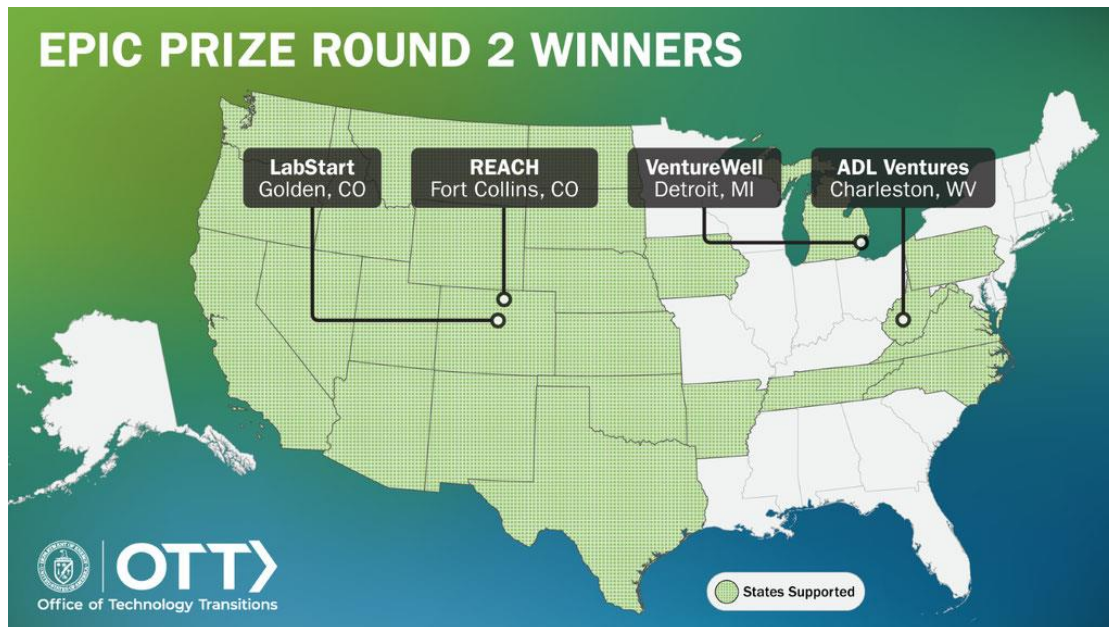 EPIC PRIZE ROUND 2 WINNERS
LabStart
Golden, CO
REACH
Fort Collins, CO
VentureWell
Detroit, MI
ADL Ventures
Charleston, WV
OTT
Office of Technology Transitions
States Supported